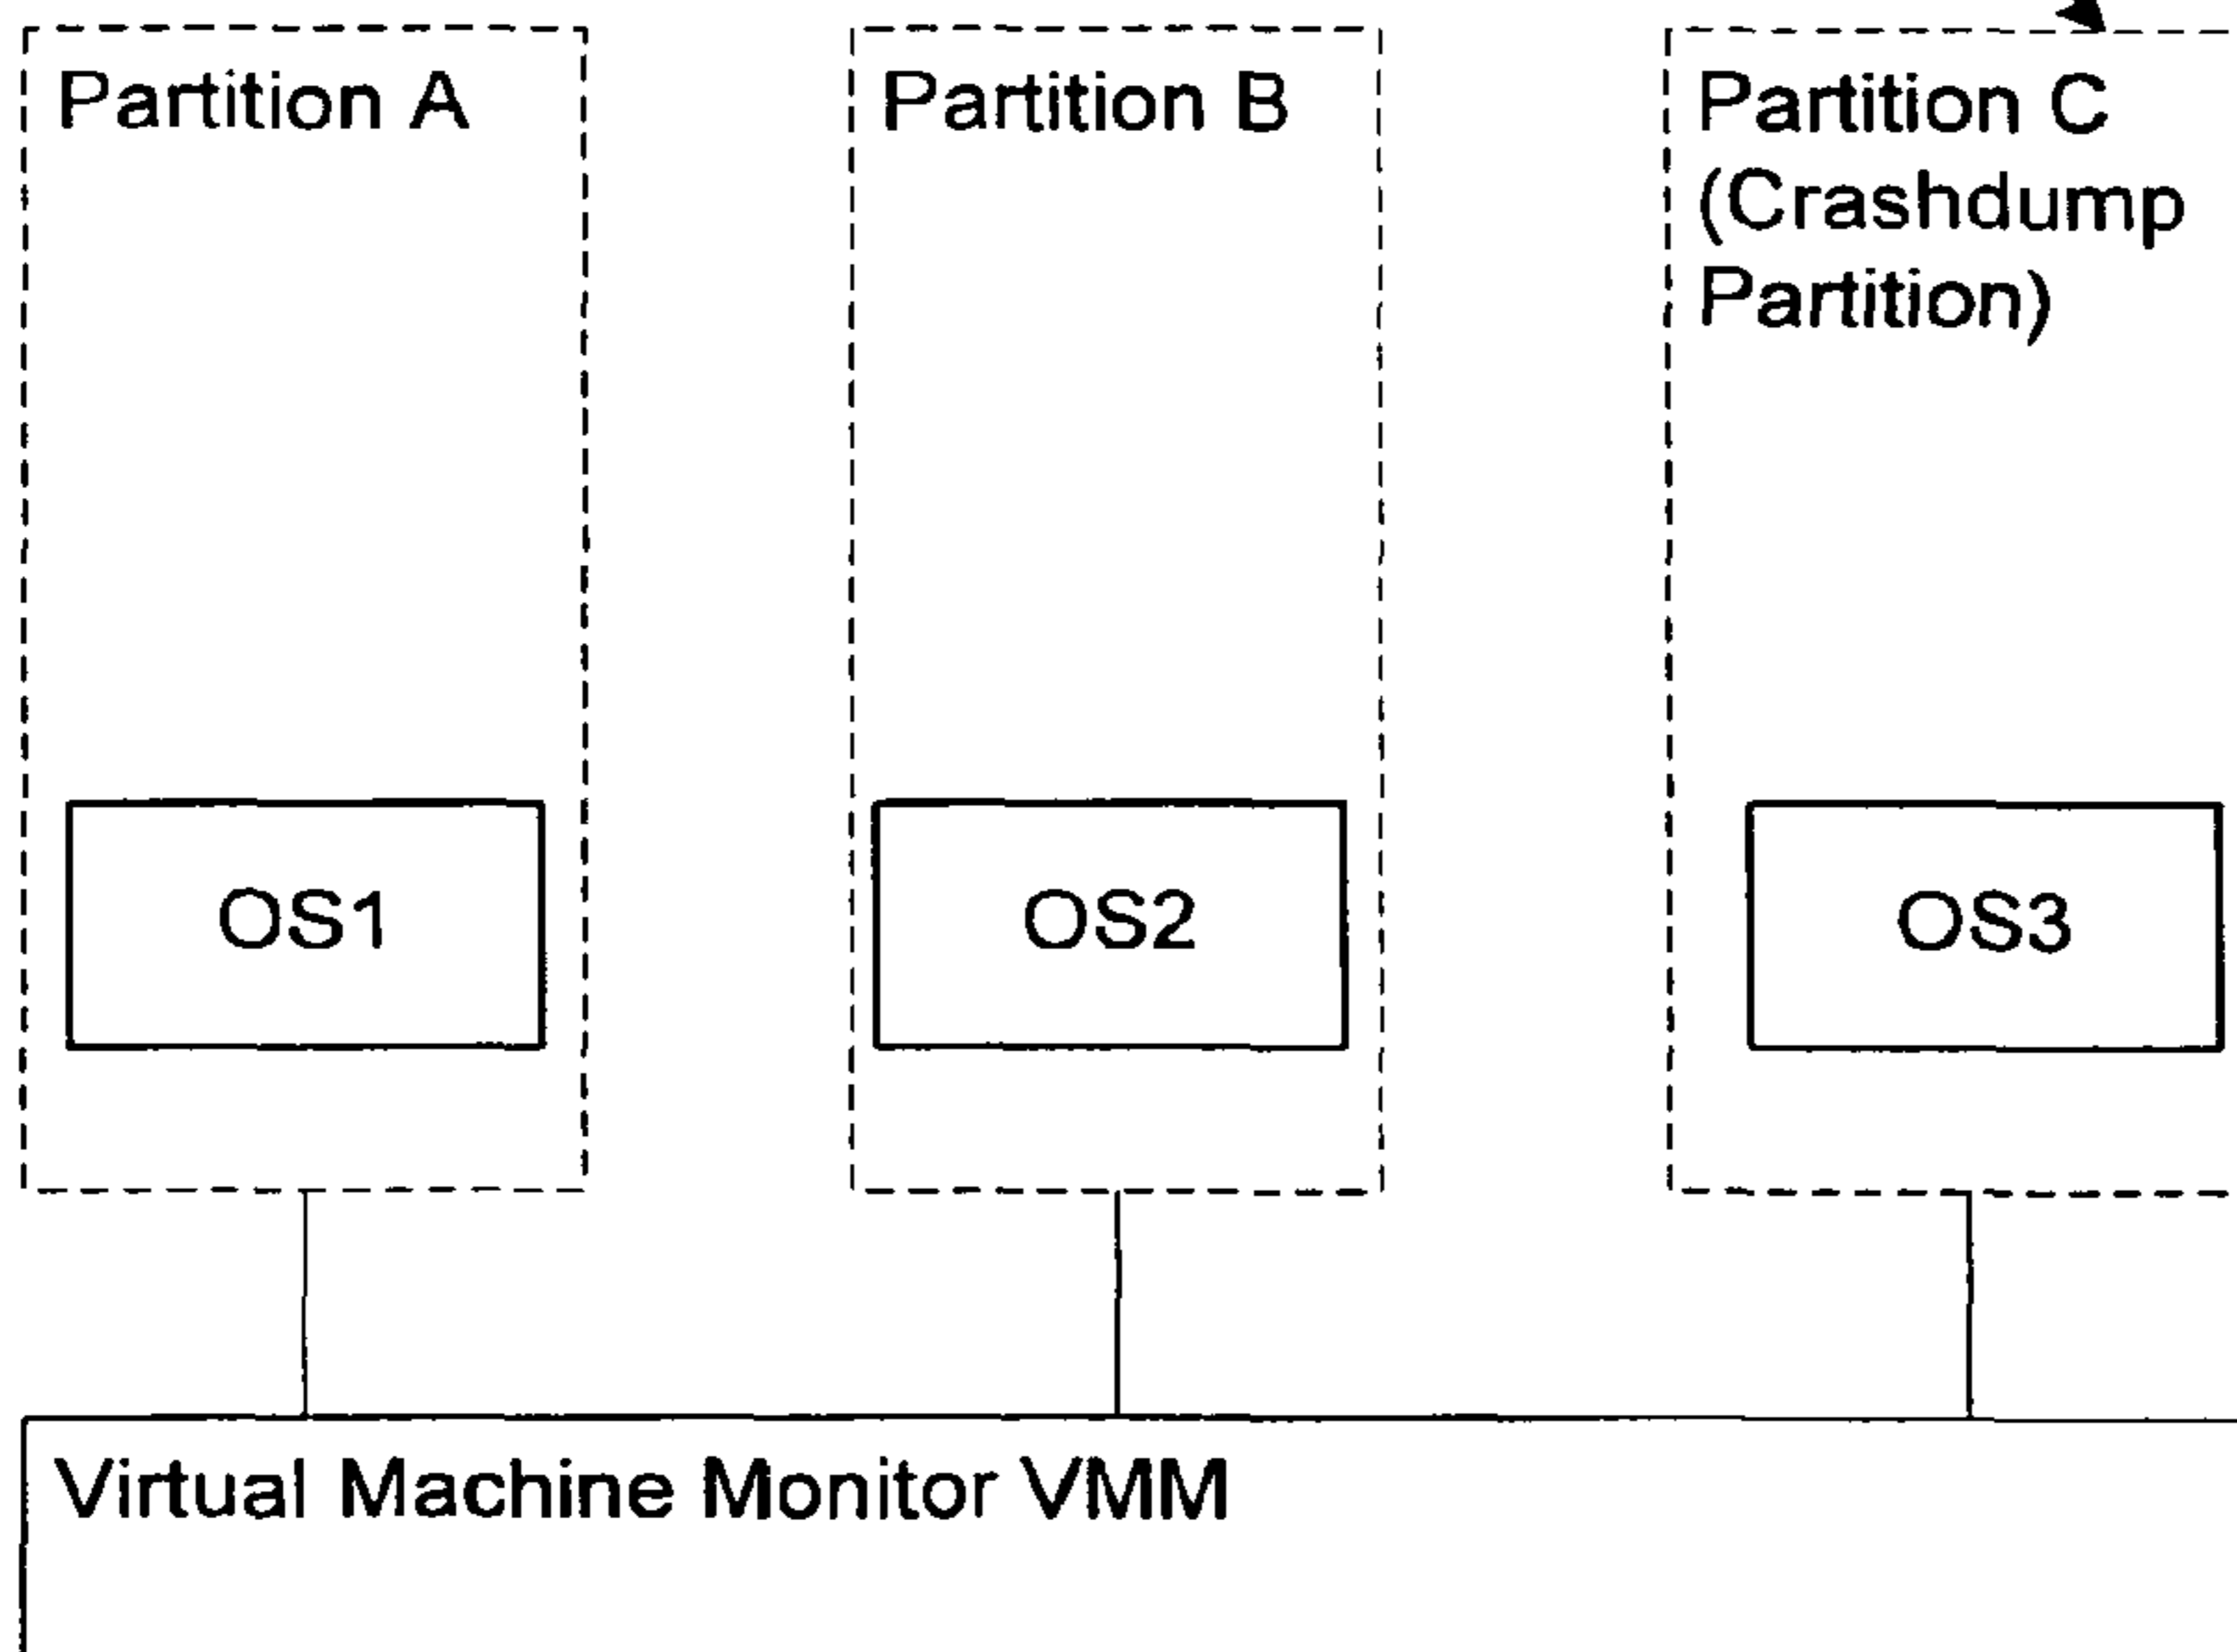 Partition A
Partition B
Partition C
(Crashdump
Partition)
OS1
OS2
OS3
Virtual Machine Monitor VMM